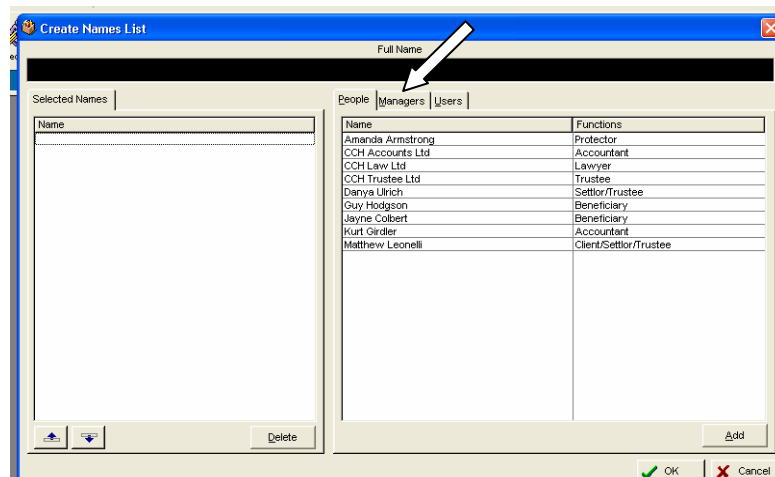 Create Names List
Full Name
Selected Names
People Managers Users
Name
Name Functions
Amanda Armstrong Protector
CCH Accounts Ltd Accountant
CCH Law Ltd Lawyer
CCH Trustee Ltd Trustee
Danya Ulrich Settlor/Trustee
Guy Hodgson Beneficiary
Jayne Colbert Beneficiary
Kurt Girdler Accountant
Matthew Leonelli Client/Settlor/Trustee
Delete
Add
OK Cancel